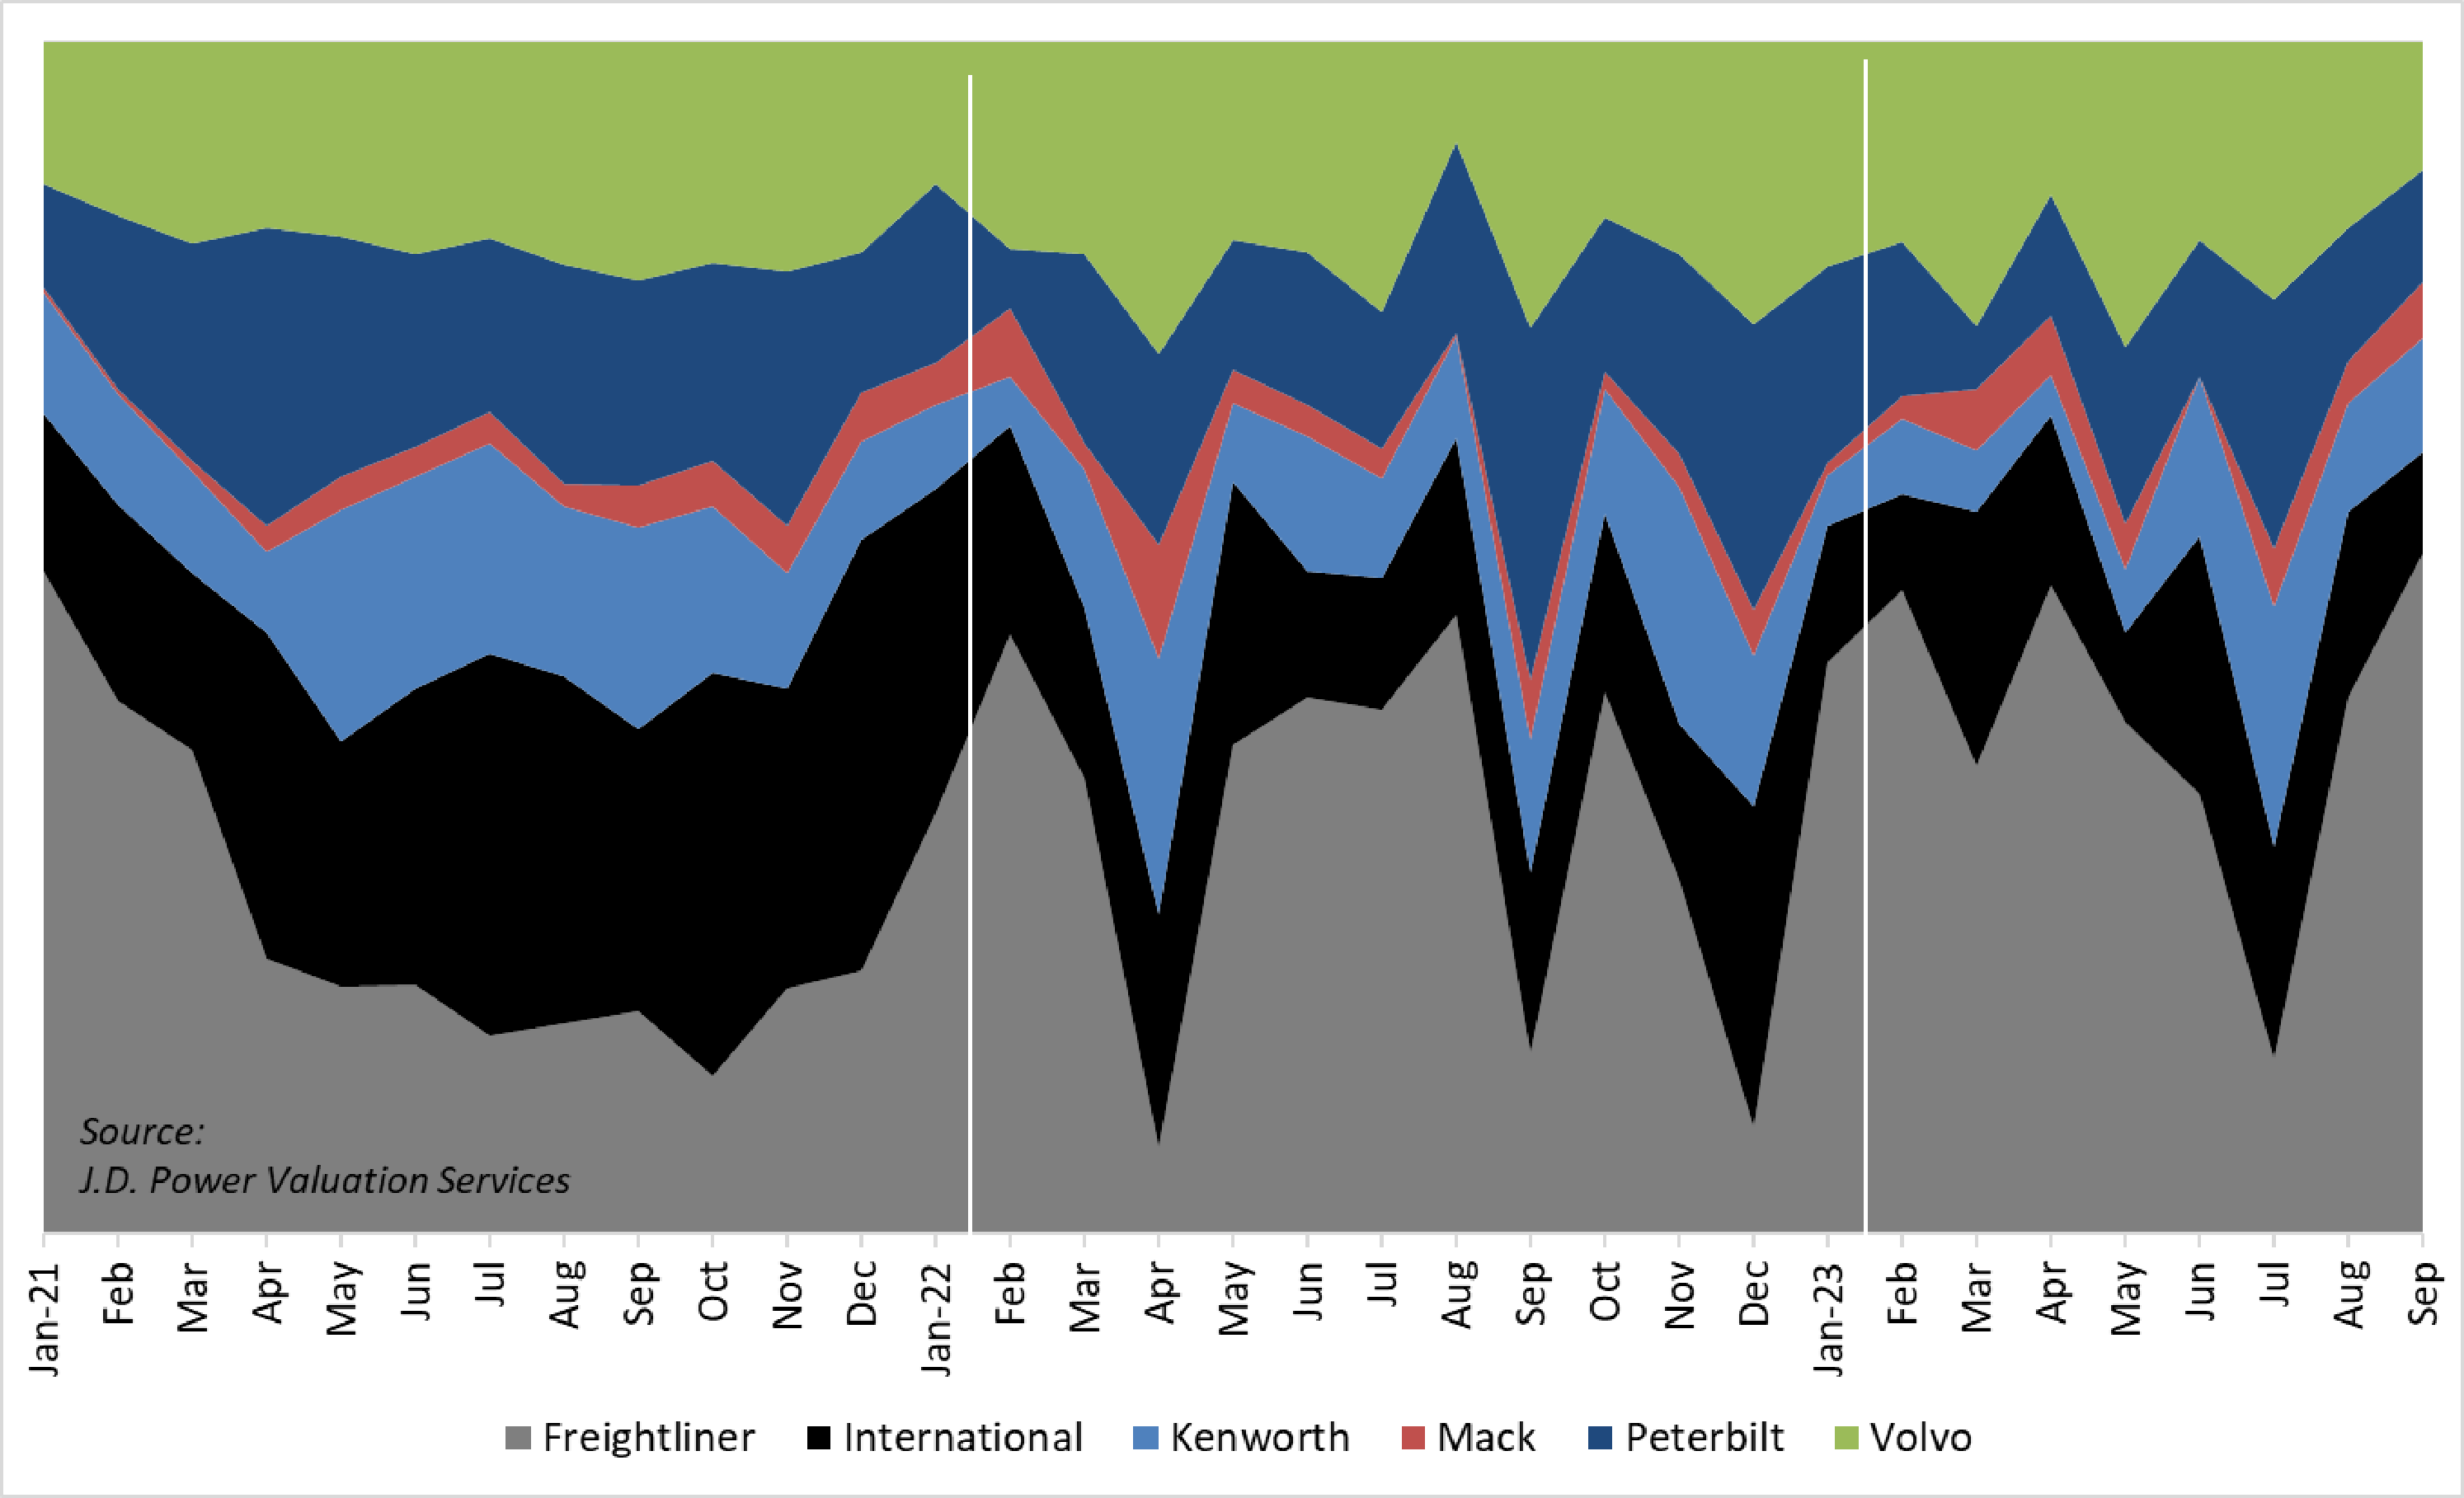 Source:
J.D. Power Valuation Services
Jan-21 Feb Mar Apr May Jun Jul Aug Sep Oct Nov Dec Jan-22 Feb Mar Apr May Jun Jul Aug Sep Oct Nov Dec Jan-23 Feb Mar Apr May Jun Jul Aug Sep
Freightliner International Kenworth Mack Peterbilt Volvo